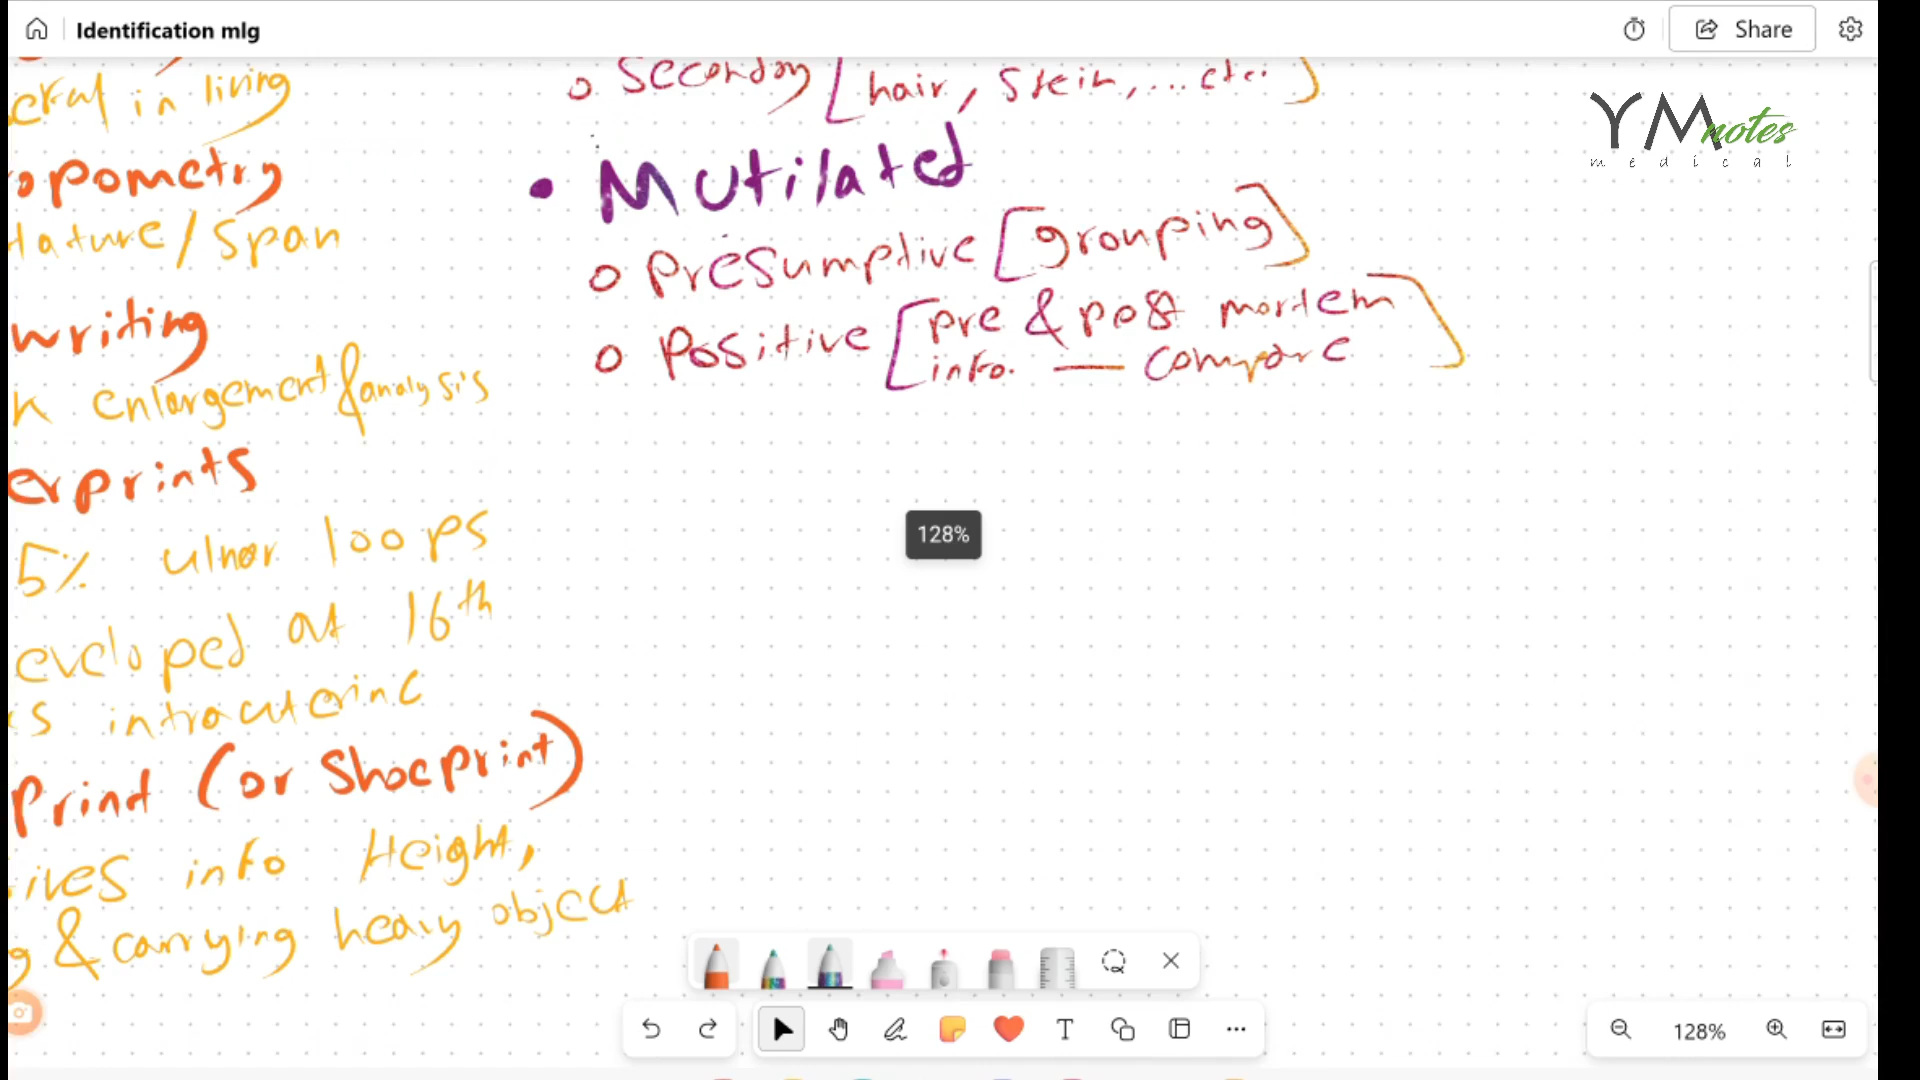 Identification mlg
Share
YM notes
medical
eral in living
opometry
tature / Span
writing
k enlargement & analysis
erprints
5% ulnar loops
eveloped at 16th
s intrauterine
print (or Shoeprint)
ives info Height,
g & carrying heavy object
o Secondary [hair, Skin, ... etc.]
• Mutilated
o Presumptive [grouping]
o Positive [pre & post mortem
info. — compare]
128%
128%